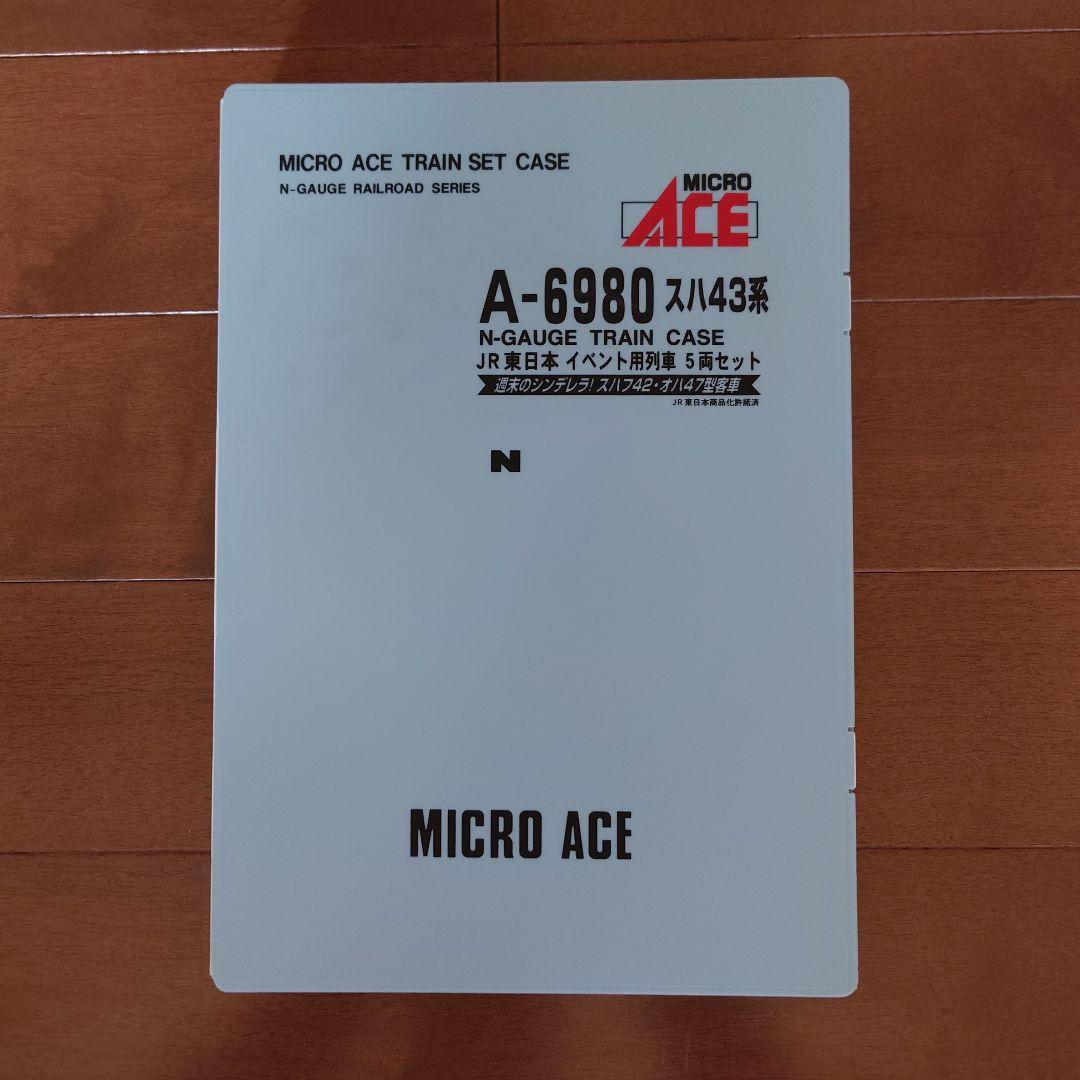 MICRO ACE TRAIN SET CASE
N-GAUGE RAILROAD SERIES
MICRO
ACE
A-6980 スハ43系
N-GAUGE TRAIN CASE
JR東日本 イベント用列車 5両セット
週末のシンデレラ! スハフ42・オハ47型客車
JR東日本商品化許諾済
N
MICRO ACE